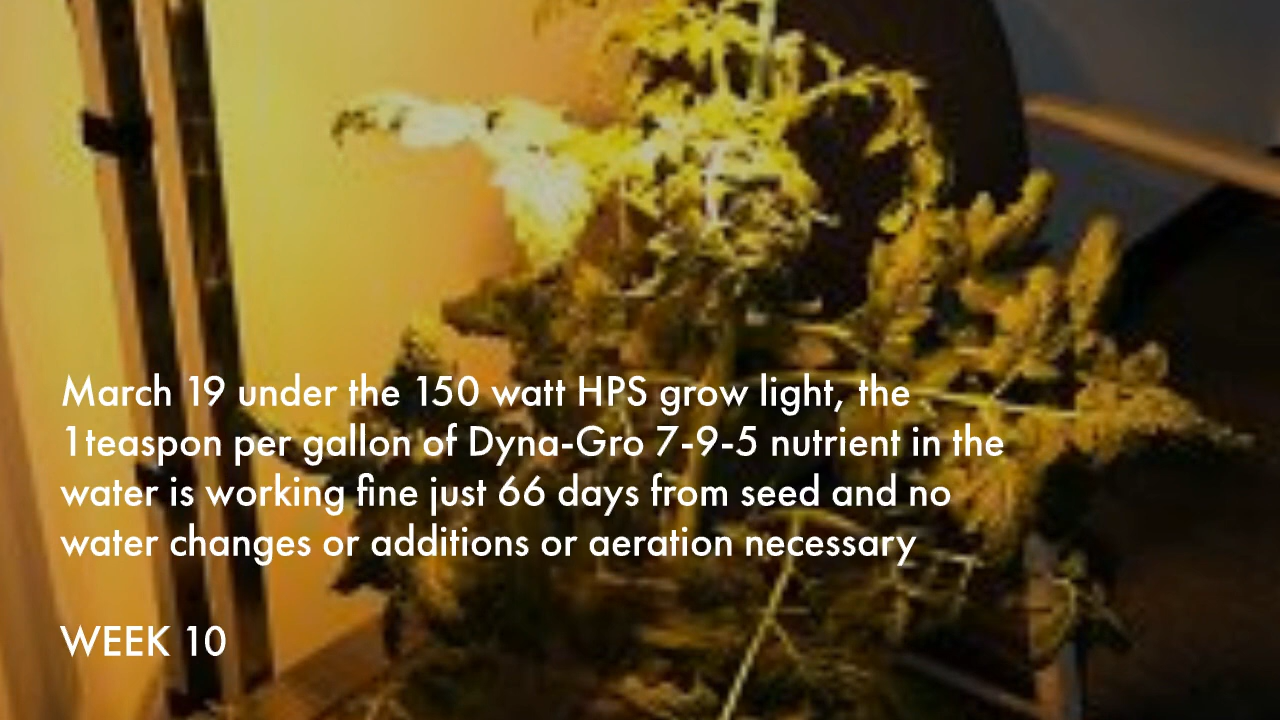 March 19 under the 150 watt HPS grow light, the
1teaspon per gallon of Dyna-Gro 7-9-5 nutrient in the
water is working fine just 66 days from seed and no
water changes or additions or aeration necessary
WEEK 10